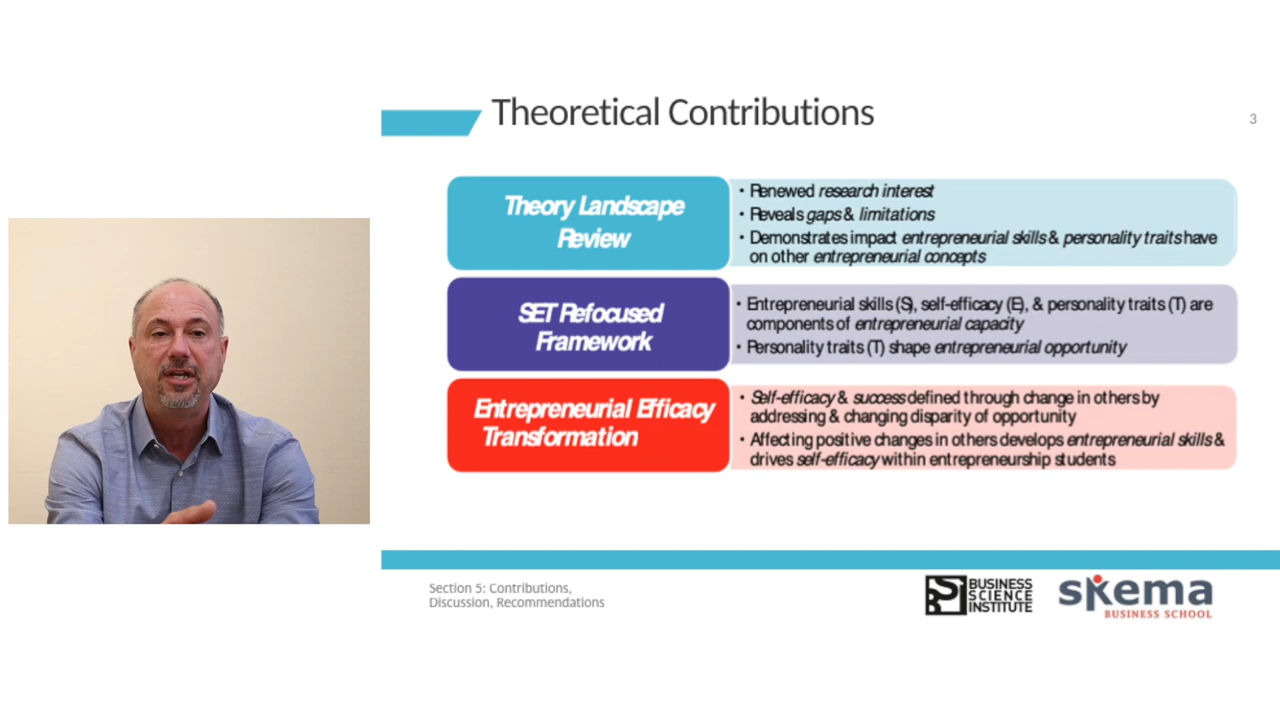 Theoretical Contributions
3
Theory Landscape
Review
• Renewed research interest
• Reveals gaps & limitations
• Demonstrates impact entrepreneurial skills & personality traits have
on other entrepreneurial concepts
SET Refocused
Framework
• Entrepreneurial skills (S), self-efficacy (E), & personality traits (T) are
components of entrepreneurial capacity
• Personality traits (T) shape entrepreneurial opportunity
Entrepreneurial Efficacy
Transformation
• Self-efficacy & success defined through change in others by
addressing & changing disparity of opportunity
• Affecting positive changes in others develops entrepreneurial skills &
drives self-efficacy within entrepreneurship students
Section 5: Contributions,
Discussion, Recommendations
BUSINESS
SCIENCE
INSTITUTE
skema
BUSINESS SCHOOL